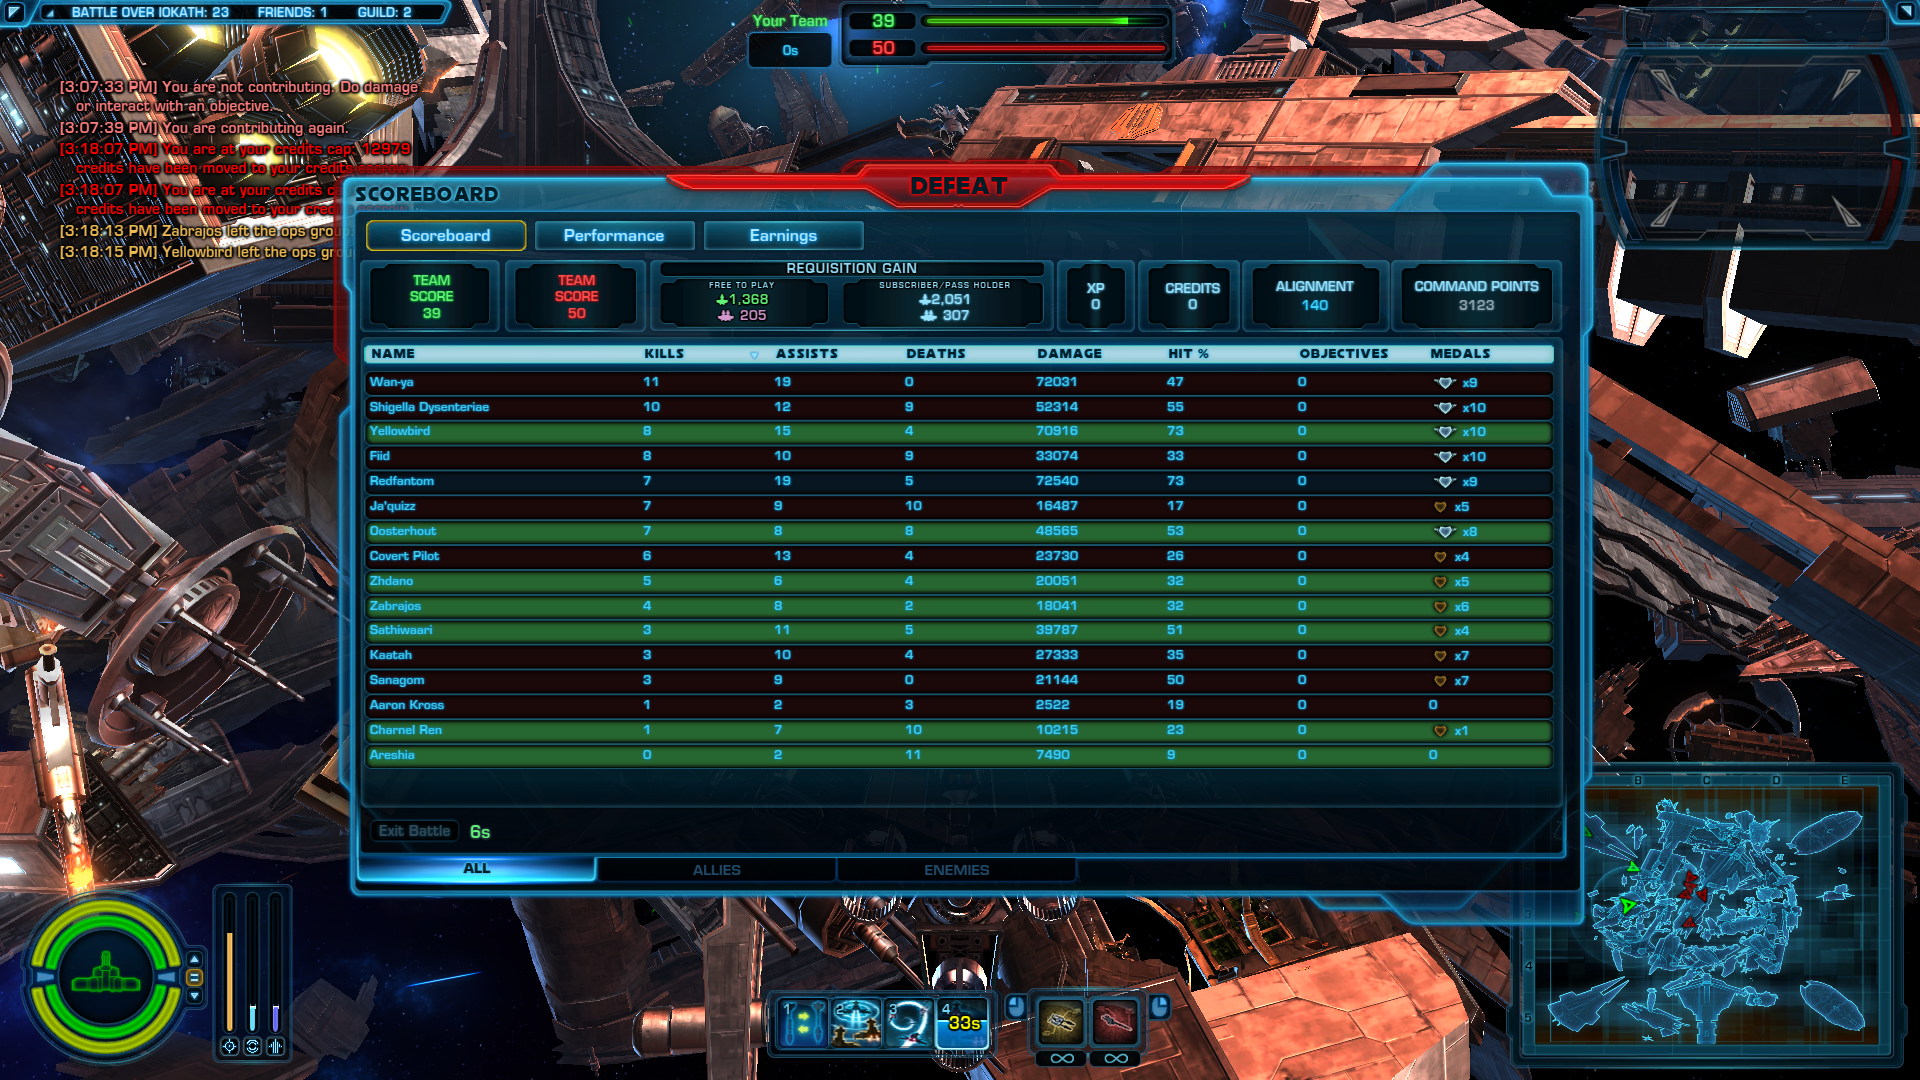 BATTLE OVER IOKATH: 23 FRIENDS: 1 GUILD: 2
Your Team 39
0s 50
[3:07:33 PM] You are not contributing. Do damage
or interact with an objective.
[3:07:39 PM] You are contributing again.
[3:18:07 PM] You are at your credits cap: 12979
credits have been moved to your credits escrow
[3:18:07 PM] You are at your credits
credits have been moved to your
[3:18:13 PM] Zabrajos left the ops
[3:18:15 PM] Yellowbird left the ops
DEFEAT
SCOREBOARD
Scoreboard Performance Earnings
TEAM SCORE 39
TEAM SCORE 50
REQUISITION GAIN
FREE TO PLAY
1,368
205
SUBSCRIBER/PASS HOLDER
2,051
307
XP
0
CREDITS
0
ALIGNMENT
140
COMMAND POINTS
3123
NAME KILLS ASSISTS DEATHS DAMAGE HIT % OBJECTIVES MEDALS
Wan-ya 11 19 0 72031 47 0 x9
Shigella Dysenteriae 10 12 9 52314 55 0 x10
Yellowbird 8 15 4 70916 73 0 x10
Fiid 8 10 9 33074 33 0 x10
Redfantom 7 19 5 72540 73 0 x9
Ja'quizz 7 9 10 16487 17 0 x5
Oosterhout 7 8 8 48565 53 0 x8
Covert Pilot 6 13 4 23730 26 0 x4
Zhdano 5 6 4 20051 32 0 x5
Zabrajos 4 8 2 18041 32 0 x6
Sathiwaari 3 11 5 39787 51 0 x4
Kaatah 3 10 4 27333 35 0 x7
Sanagom 3 9 0 21144 50 0 x7
Aaron Kross 1 2 3 2522 19 0 0
Charnel Ren 1 7 10 10215 23 0 x1
Areshia 0 2 11 7490 9 0 0
Exit Battle 6s
ALL ALLIES ENEMIES
B C D E
4
5
1 2 3 4 33s
∞ ∞